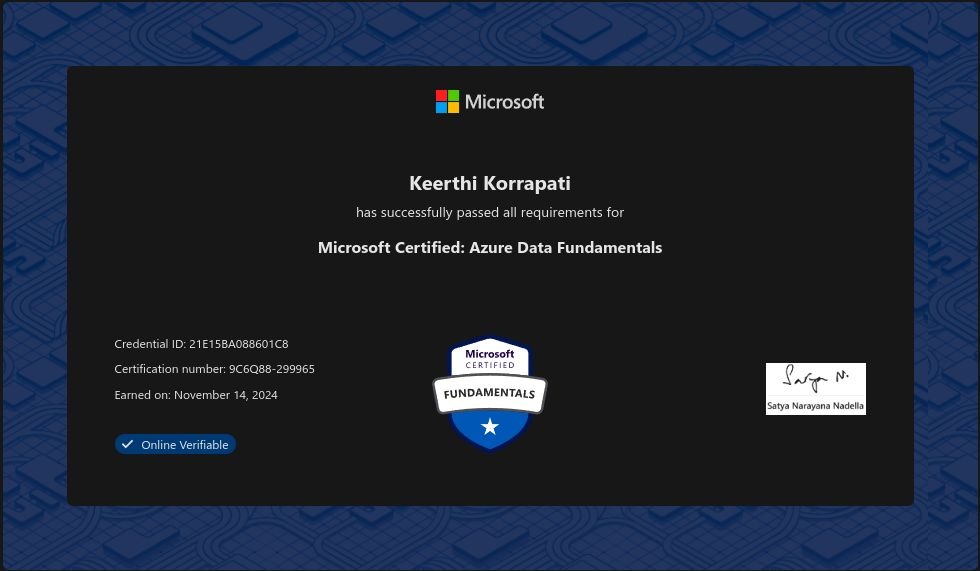 Microsoft
Keerthi Korrapati
has successfully passed all requirements for
Microsoft Certified: Azure Data Fundamentals
Credential ID: 21E15BA088601C8
Certification number: 9C6Q88-299965
Earned on: November 14, 2024
Online Verifiable
Microsoft
CERTIFIED
FUNDAMENTALS
Satya N.
Satya Narayana Nadella